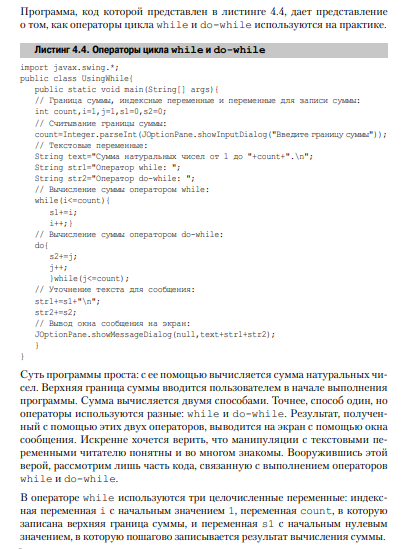 Программа, код которой представлен в листинге 4.4, дает представление
о том, как операторы цикла while и do-while используются на практике.
Листинг 4.4. Операторы цикла while и do-while
import javax.swing.*;
public class UsingWhile{
public static void main(String[] args){
// Граница суммы, индексные переменные и переменные для записи суммы:
int count,i=1,j=1,s1=0,s2=0;
// Считывание границы суммы:
count=Integer.parseInt(JOptionPane.showInputDialog("Введите границу суммы"));
// Текстовые переменные:
String text="Сумма натуральных чисел от 1 до "+count+".\n";
String str1="Оператор while: ";
String str2="Оператор do-while: ";
// Вычисление суммы оператором while:
while(i<=count){
s1+=i;
i++;}
// Вычисление суммы оператором do-while:
do{
s2+=j;
j++;
}while(j<=count);
// Уточнение текста для сообщения:
str1+=s1+"\n";
str2+=s2;
// Вывод окна сообщения на экран:
JOptionPane.showMessageDialog(null,text+str1+str2);
}
}
Суть программы проста: с ее помощью вычисляется сумма натуральных чи-
сел. Верхняя граница суммы вводится пользователем в начале выполнения
программы. Сумма вычисляется двумя способами. Точнее, способ один, но
операторы используются разные: while и do-while. Результат, получен-
ный с помощью этих двух операторов, выводится на экран с помощью окна
сообщения. Искренне хочется верить, что манипуляции с текстовыми пе-
ременными читателю понятны и во многом знакомы. Вооружившись этой
верой, рассмотрим лишь часть кода, связанную с выполнением операторов
while и do-while.
В операторе while используются три целочисленные переменные: индекс-
ная переменная i с начальным значением 1, переменная count, в которую
записана верхняя граница суммы, и переменная s1 с начальным нулевым
значением, в которую пошагово записывается результат вычисления суммы.